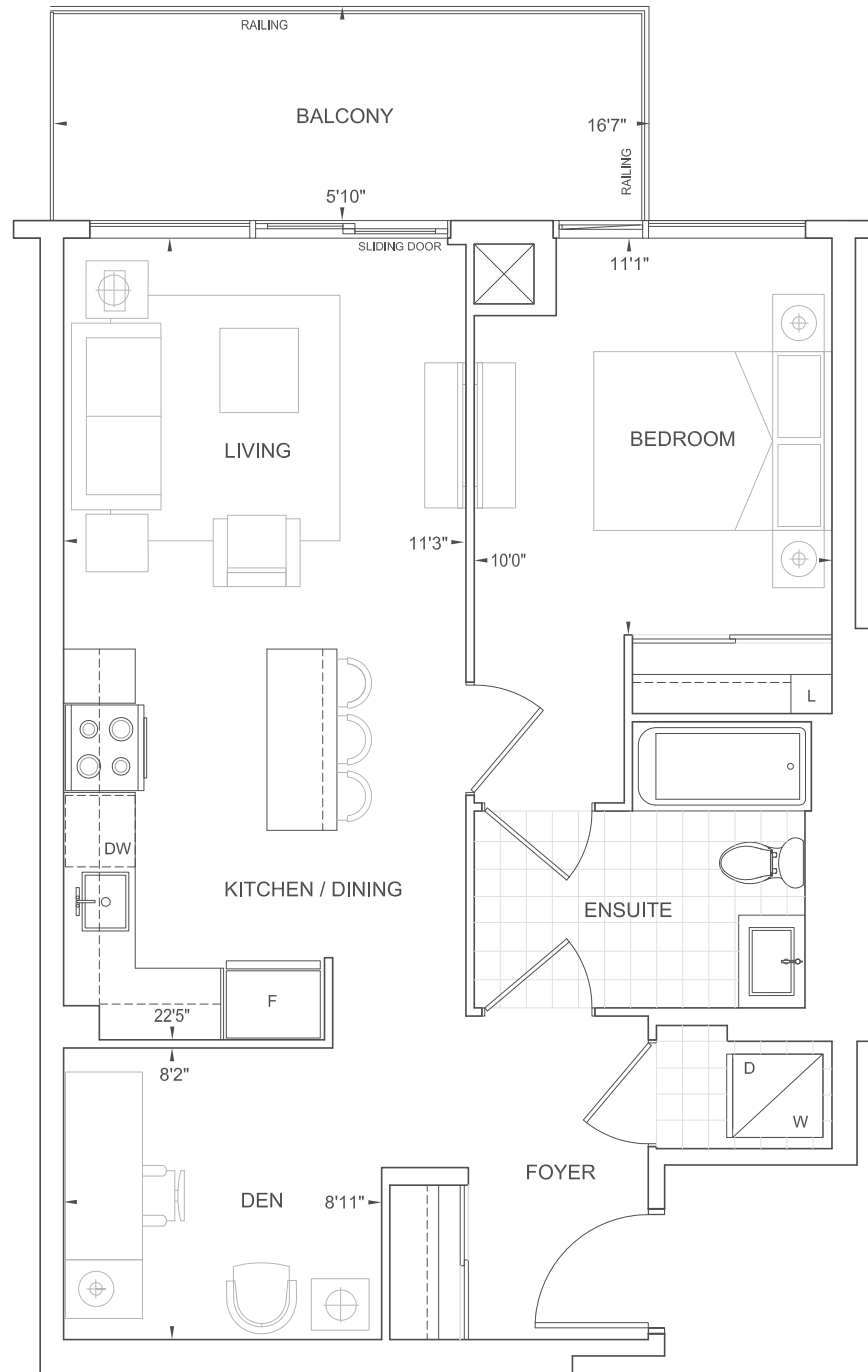 RAILING
BALCONY
16'7"
RAILING
5'10"
SLIDING DOOR
11'1"
LIVING
BEDROOM
11'3"
10'0"
L
DW
KITCHEN / DINING
ENSUITE
F
22'5"
8'2"
D
W
FOYER
DEN
8'11"